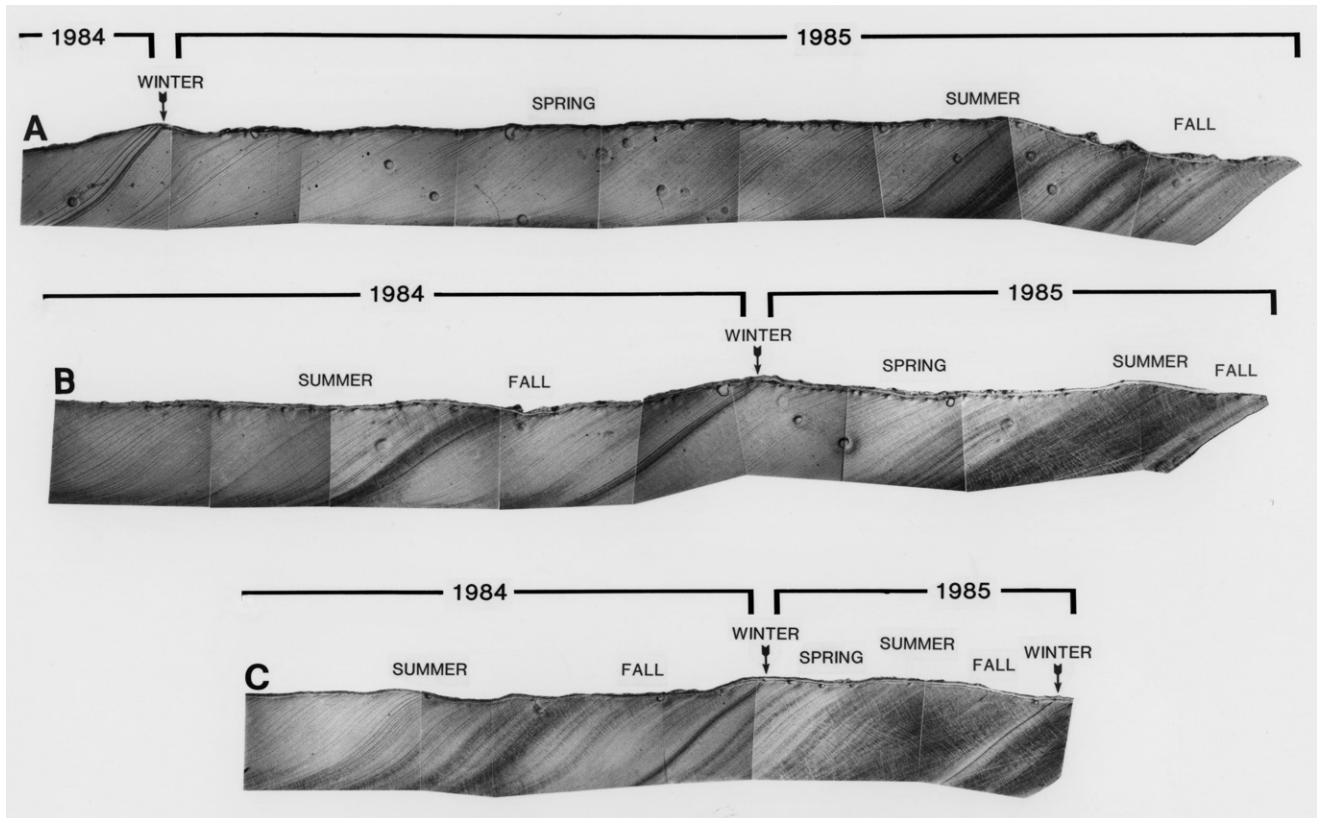 1984 1985
WINTER
A SPRING SUMMER FALL
1984 1985
WINTER
B SUMMER FALL SPRING SUMMER FALL
1984 1985
WINTER
C SUMMER FALL SPRING SUMMER FALL WINTER